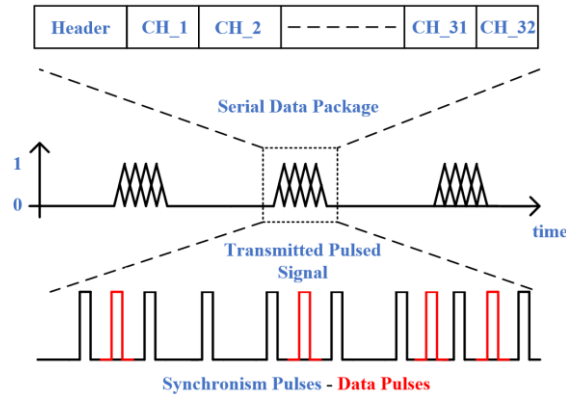 Header CH_1 CH_2 CH_31 CH_32
Serial Data Package
1
0
time
Transmitted Pulsed
Signal
Synchronism Pulses - Data Pulses